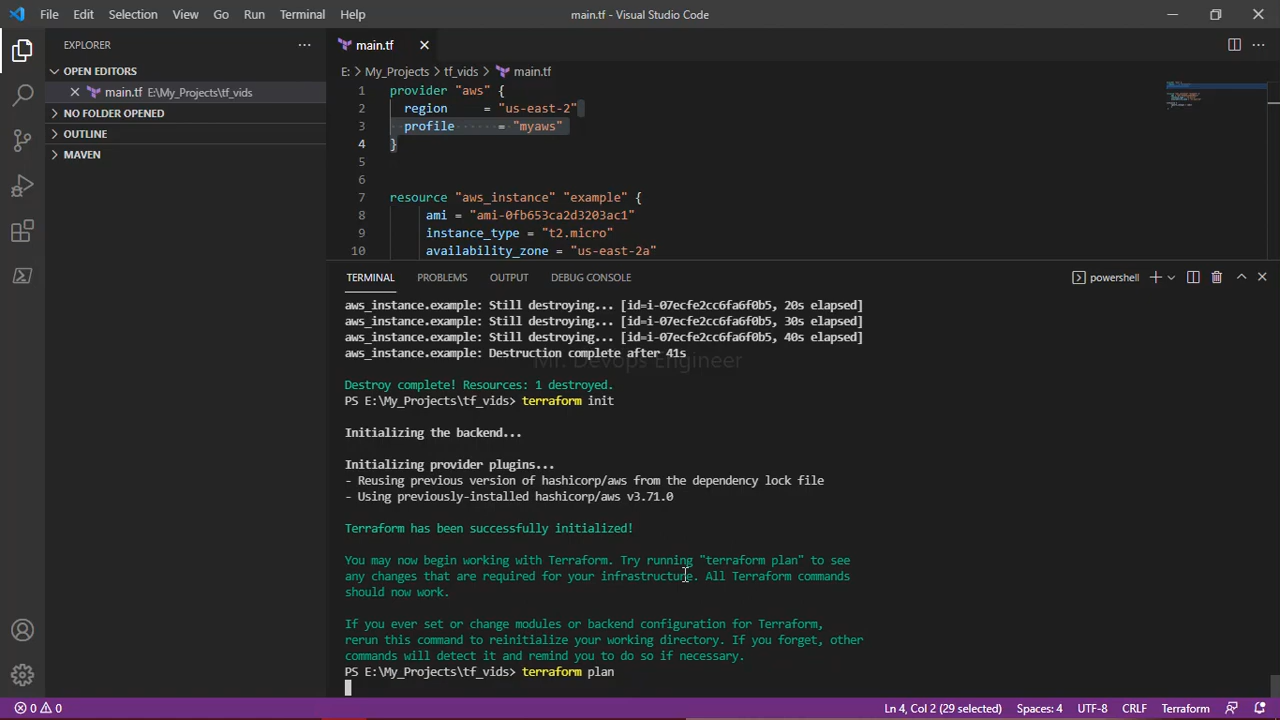 File Edit Selection View Go Run Terminal Help main.tf - Visual Studio Code
EXPLORER
OPEN EDITORS
main.tf E:\My_Projects\tf_vids
NO FOLDER OPENED
OUTLINE
MAVEN
main.tf
E: > My_Projects > tf_vids > main.tf
1 provider "aws" {
2 region = "us-east-2"
3 profile = "myaws"
4 }
5
6
7 resource "aws_instance" "example" {
8 ami = "ami-0fb653ca2d3203ac1"
9 instance_type = "t2.micro"
10 availability_zone = "us-east-2a"
TERMINAL PROBLEMS OUTPUT DEBUG CONSOLE powershell
aws_instance.example: Still destroying... [id=i-07ecfe2cc6fa6f0b5, 20s elapsed]
aws_instance.example: Still destroying... [id=i-07ecfe2cc6fa6f0b5, 30s elapsed]
aws_instance.example: Still destroying... [id=i-07ecfe2cc6fa6f0b5, 40s elapsed]
aws_instance.example: Destruction complete after 41s
Mr. Devops Engineer
Destroy complete! Resources: 1 destroyed.
PS E:\My_Projects\tf_vids> terraform init
Initializing the backend...
Initializing provider plugins...
- Reusing previous version of hashicorp/aws from the dependency lock file
- Using previously-installed hashicorp/aws v3.71.0
Terraform has been successfully initialized!
You may now begin working with Terraform. Try running "terraform plan" to see
any changes that are required for your infrastructure. All Terraform commands
should now work.
If you ever set or change modules or backend configuration for Terraform,
rerun this command to reinitialize your working directory. If you forget, other
commands will detect it and remind you to do so if necessary.
PS E:\My_Projects\tf_vids> terraform plan
0 0 Ln 4, Col 2 (29 selected) Spaces: 4 UTF-8 CRLF Terraform